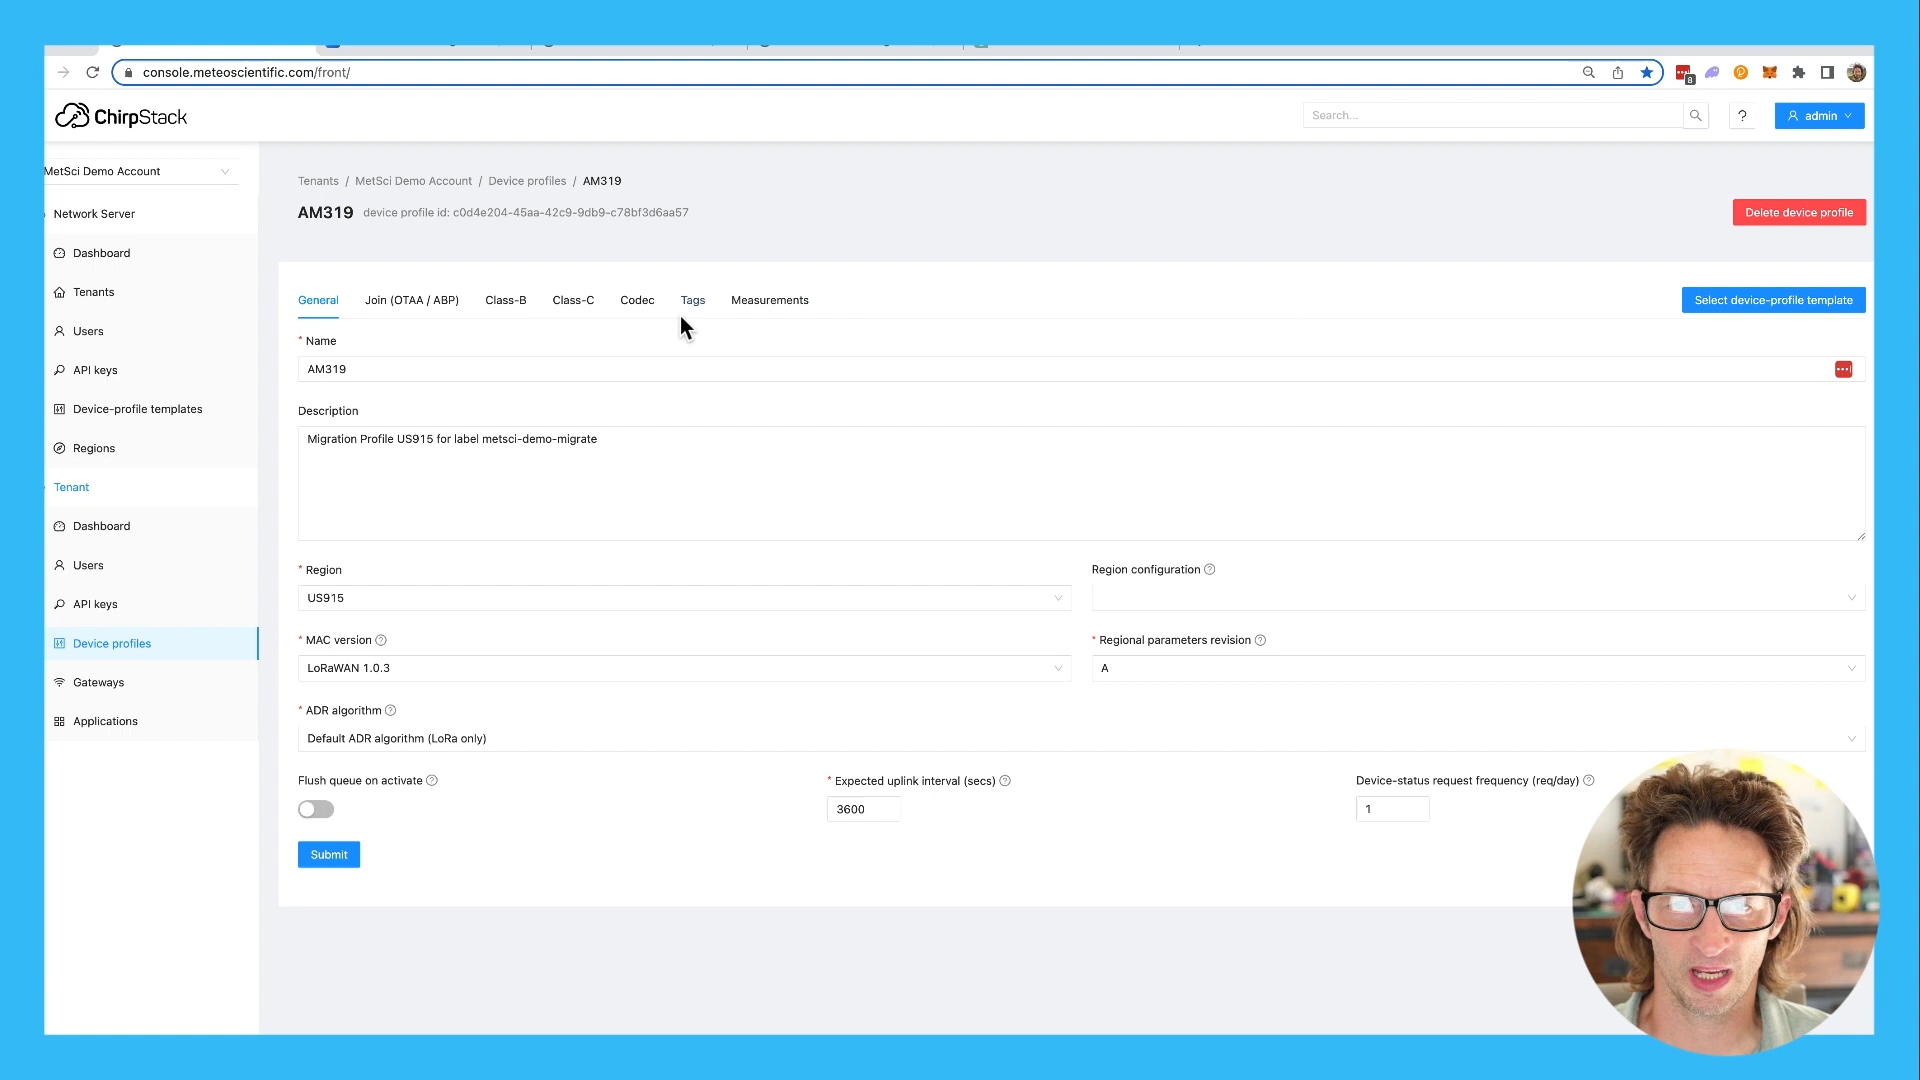 console.meteoscientific.com/front/
8
ChirpStack
Search...
?
admin
MetSci Demo Account
Network Server
Dashboard
Tenants
Users
API keys
Device-profile templates
Regions
Tenant
Dashboard
Users
API keys
Device profiles
Gateways
Applications
Tenants / MetSci Demo Account / Device profiles / AM319
AM319 device profile id: c0d4e204-45aa-42c9-9db9-c78bf3d6aa57
Delete device profile
General Join (OTAA / ABP) Class-B Class-C Codec Tags Measurements
Select device-profile template
* Name
AM319
Description
Migration Profile US915 for label metsci-demo-migrate
* Region
US915
Region configuration
* MAC version
LoRaWAN 1.0.3
* Regional parameters revision
A
* ADR algorithm
Default ADR algorithm (LoRa only)
Flush queue on activate
* Expected uplink interval (secs)
3600
Device-status request frequency (req/day)
1
Submit